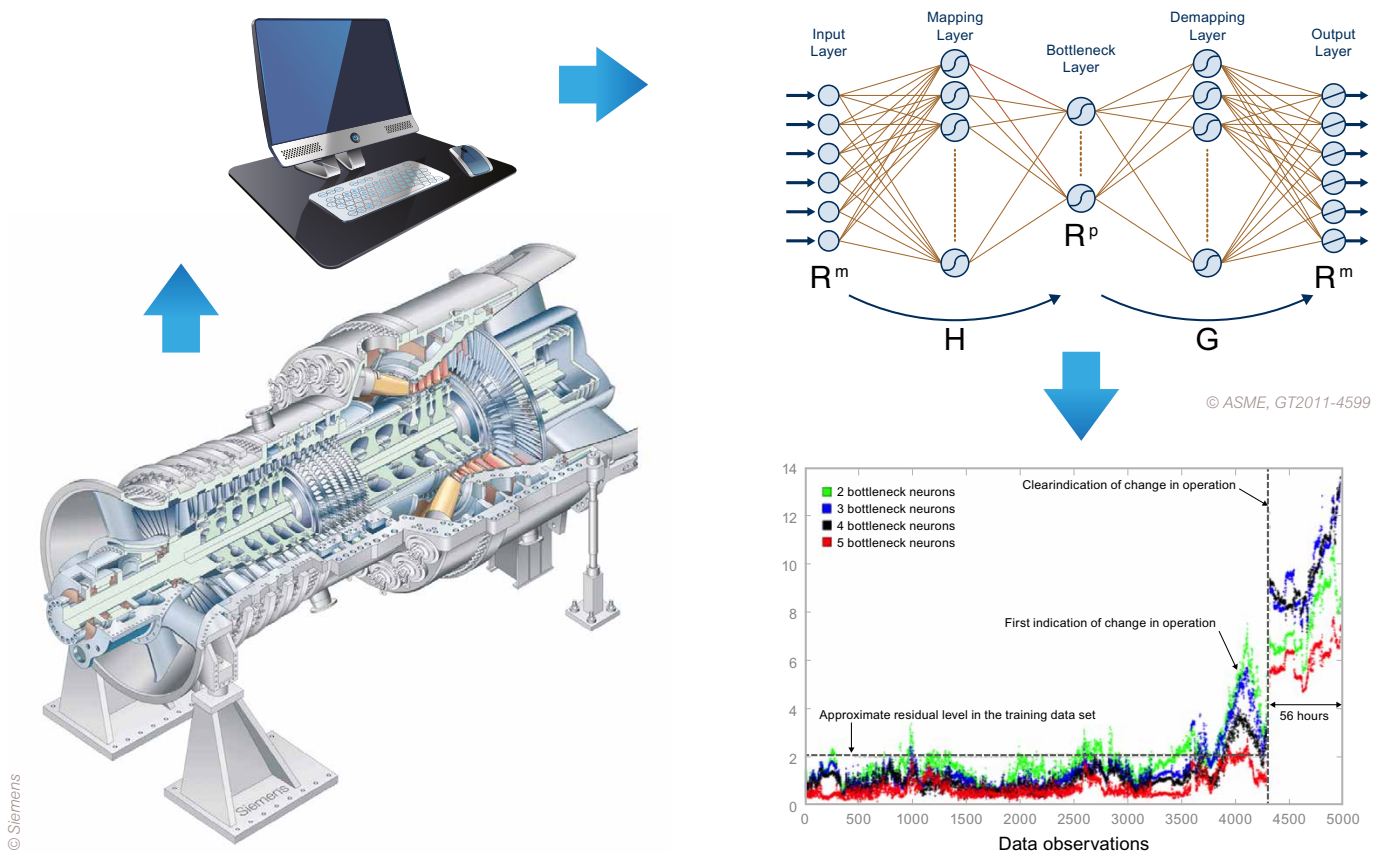 Input
Layer
Mapping
Layer
Bottleneck
Layer
Demapping
Layer
Output
Layer
R^m
R^p
R^m
H
G
© ASME, GT2011-4599
Siemens
© Siemens
14
12
10
8
6
4
2
0
2 bottleneck neurons
3 bottleneck neurons
4 bottleneck neurons
5 bottleneck neurons
Clearindication of change in operation
First indication of change in operation
Approximate residual level in the training data set
56 hours
0 500 1000 1500 2000 2500 3000 3500 4000 4500 5000
Data observations